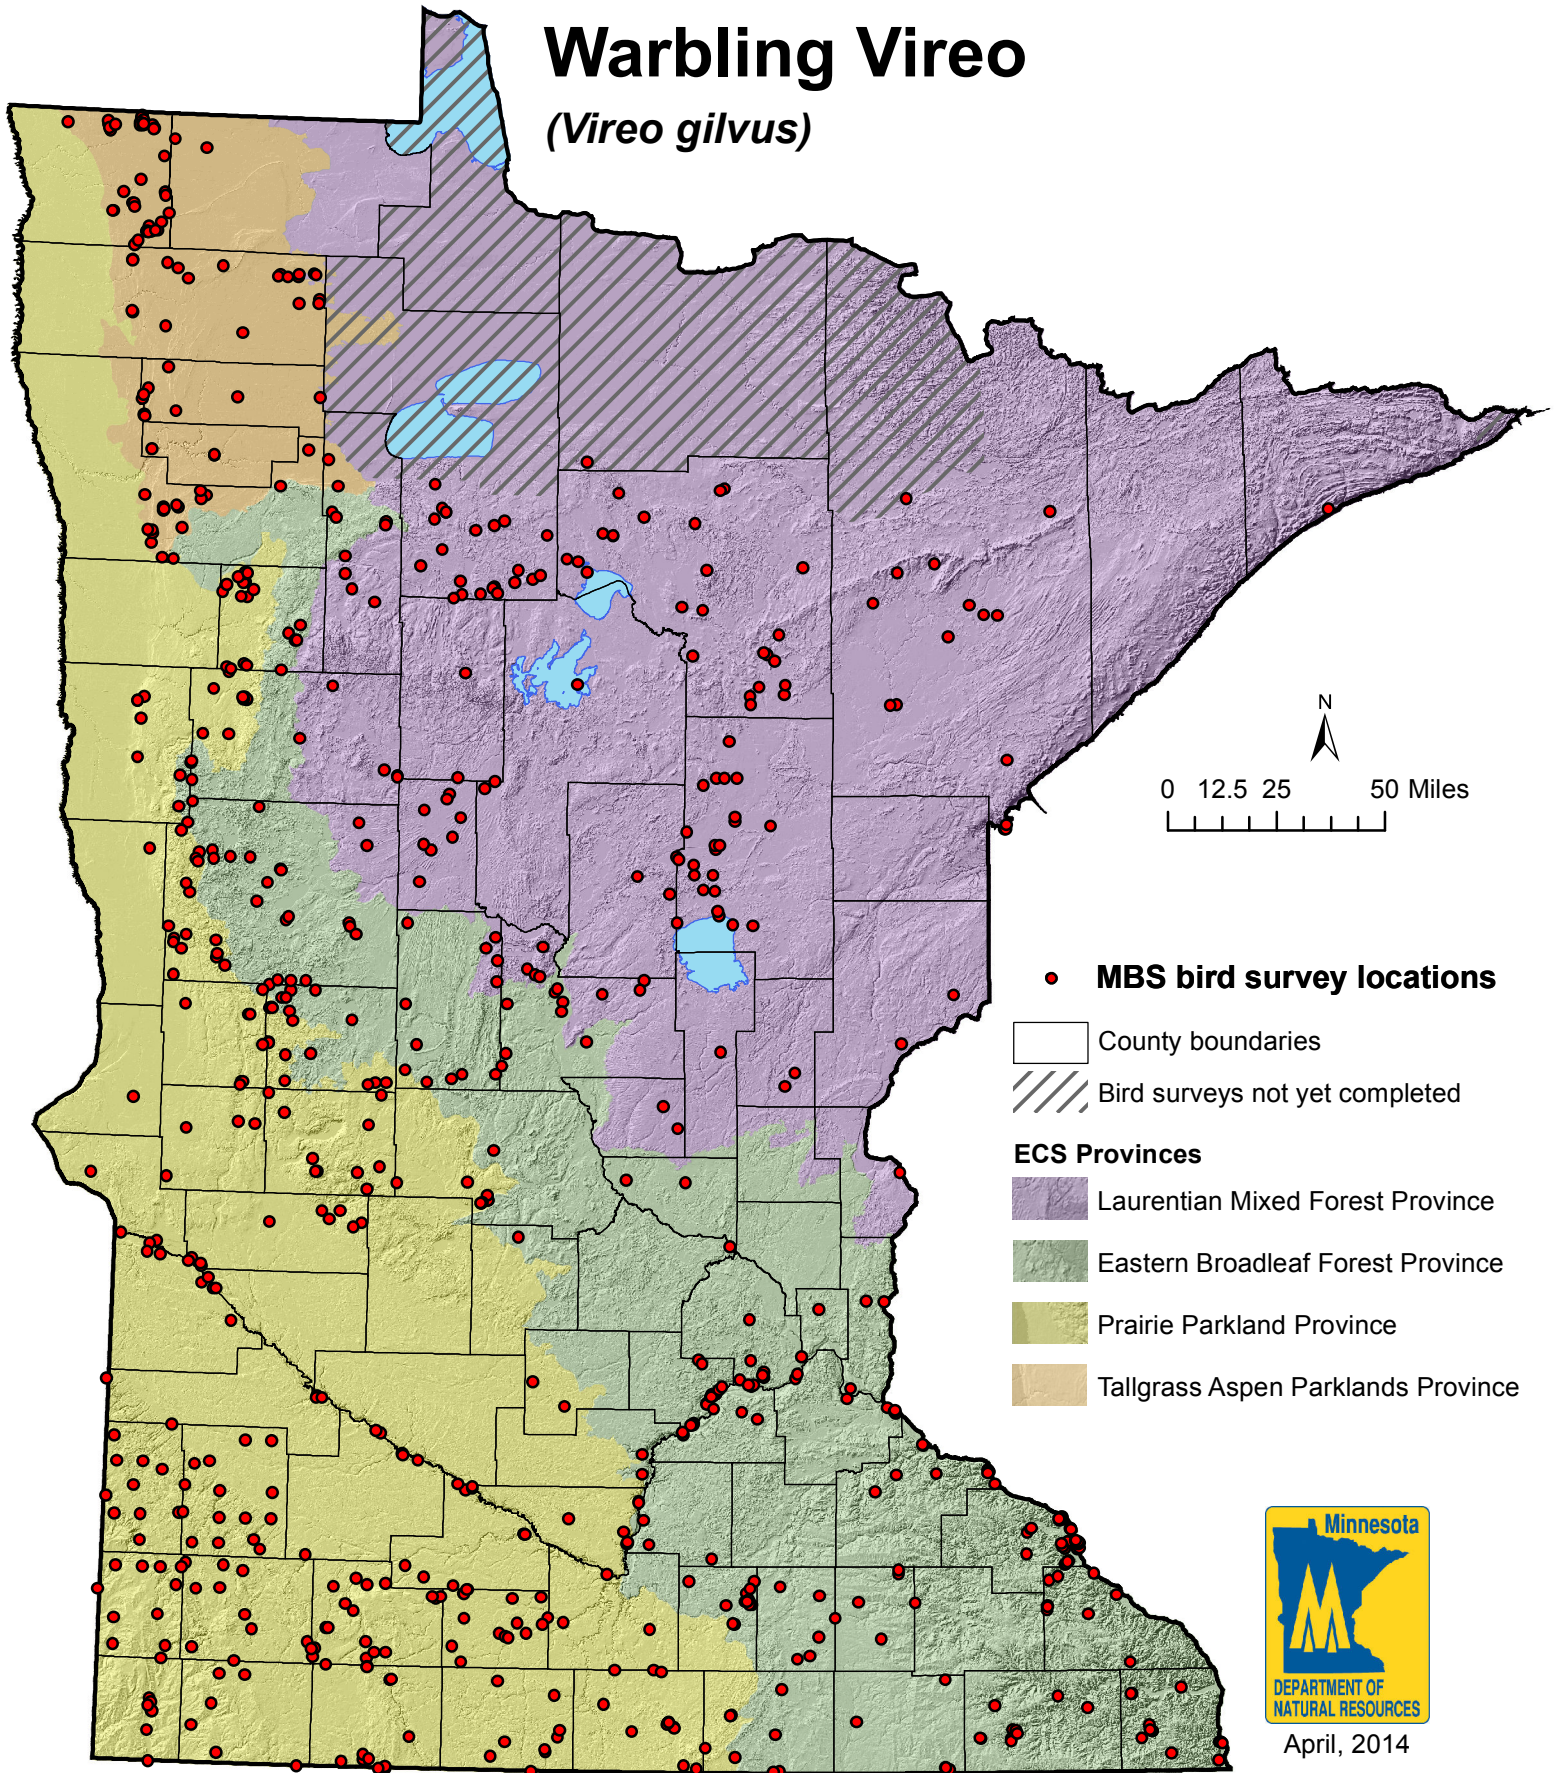 Warbling Vireo
(Vireo gilvus)
N
0 12.5 25 50 Miles
MBS bird survey locations
County boundaries
Bird surveys not yet completed
ECS Provinces
Laurentian Mixed Forest Province
Eastern Broadleaf Forest Province
Prairie Parkland Province
Tallgrass Aspen Parklands Province
Minnesota
DEPARTMENT OF
NATURAL RESOURCES
April, 2014